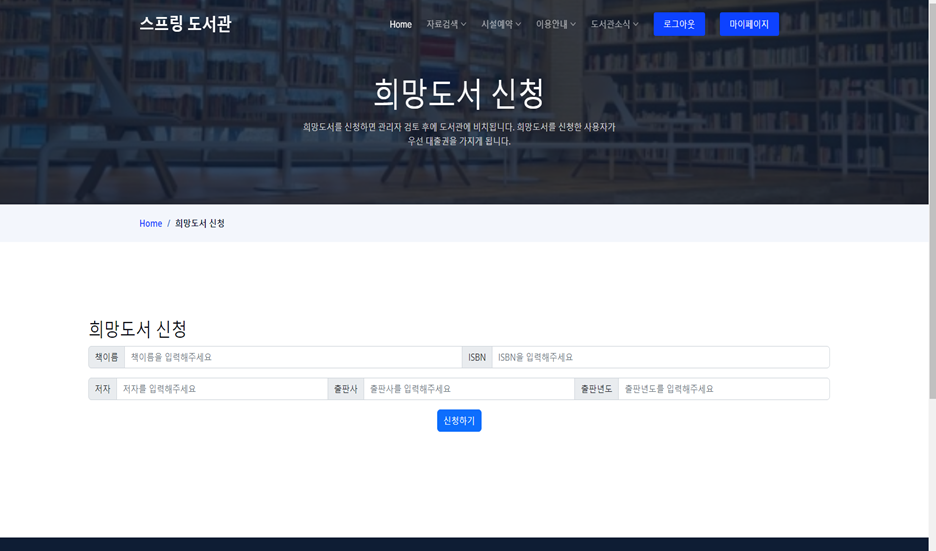 스프링 도서관
Home 자료검색 시설예약 이용안내 도서관소식 로그아웃 마이페이지
희망도서 신청
희망도서를 신청하면 관리자 검토 후에 도서관에 비치됩니다. 희망도서를 신청한 사용자가
우선 대출권을 가지게 됩니다.
Home / 희망도서 신청
희망도서 신청
책이름 책이름을 입력해주세요 ISBN ISBN을 입력해주세요
저자 저자를 입력해주세요 출판사 출판사를 입력해주세요 출판년도 출판년도를 입력해주세요
신청하기